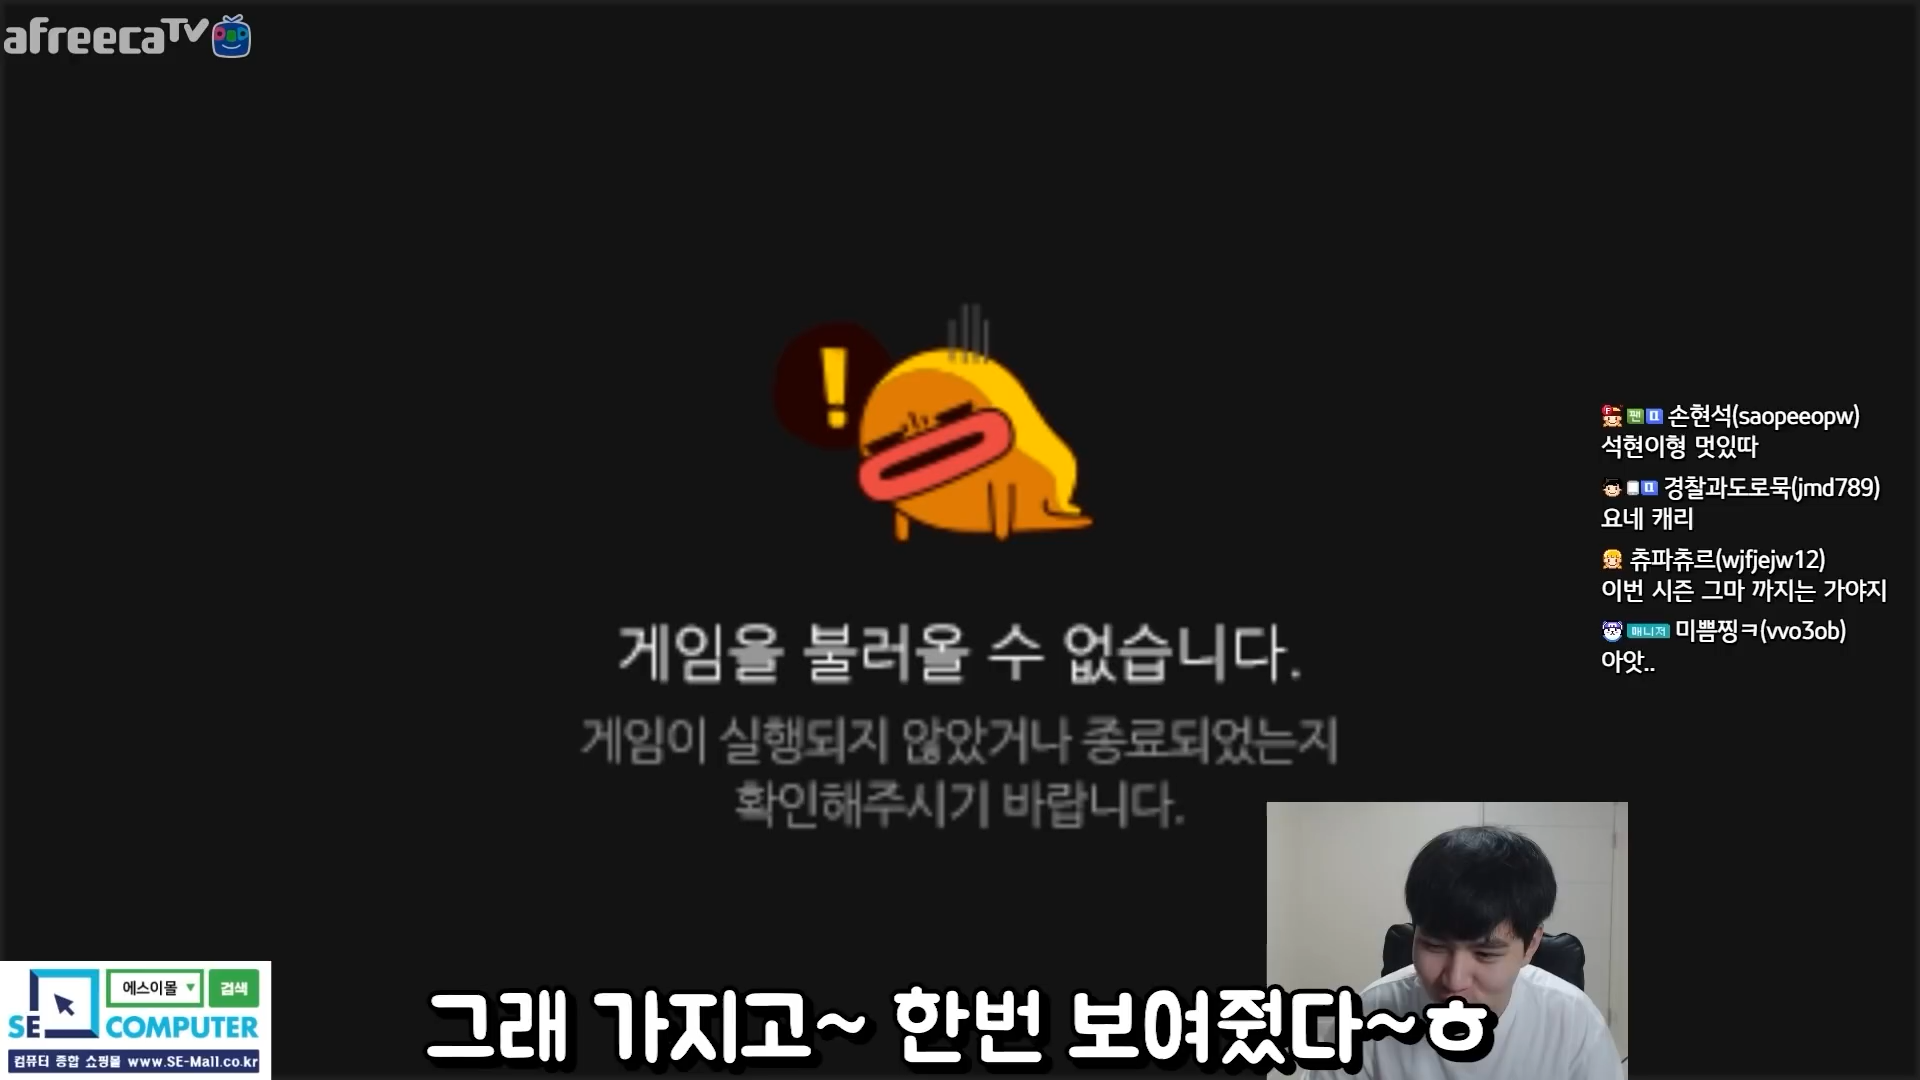 afreecaTV
!
게임을 불러올 수 없습니다.
게임이 실행되지 않았거나 종료되었는지
확인해주시기 바랍니다.
팬 손현석(saopeeopw)
석현이형 멋있따
경찰과도로묵(jmd789)
요네 캐리
츄파츄르(wjfjejw12)
이번 시즌 그마 까지는 가야지
매니저 미쁨찡ㅋ(vvo3ob)
아앗..
에스이몰 ▼ 검색
SE COMPUTER
컴퓨터 종합 쇼핑몰 www.SE-Mall.co.kr
그래 가지고~ 한번 보여줬다~ㅎ